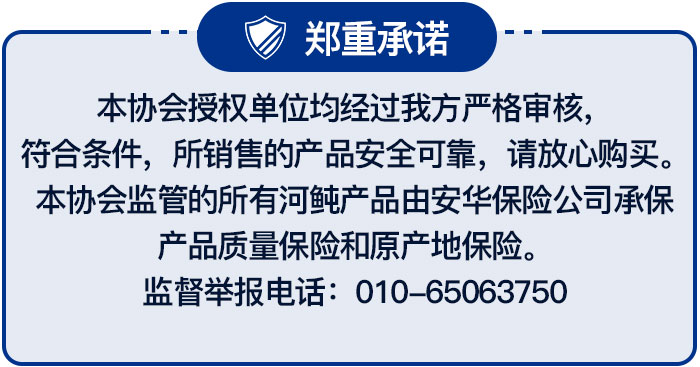 郑重承诺
本协会授权单位均经过我方严格审核，
符合条件，所销售的产品安全可靠，请放心购买。
本协会监管的所有河鲀产品由安华保险公司承保
产品质量保险和原产地保险。
监督举报电话：010-65063750